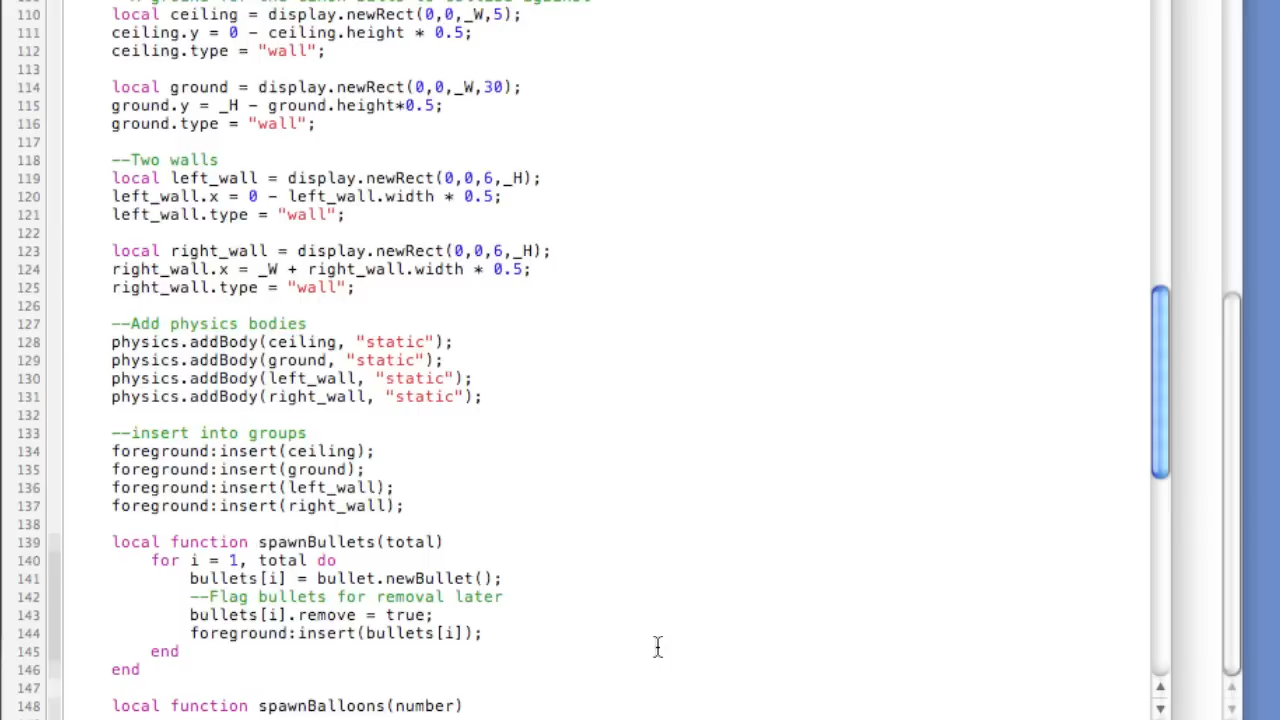 110 local ceiling = display.newRect(0,0,_W,5);
111 ceiling.y = 0 - ceiling.height * 0.5;
112 ceiling.type = "wall";
113
114 local ground = display.newRect(0,0,_W,30);
115 ground.y = _H - ground.height*0.5;
116 ground.type = "wall";
117
118 --Two walls
119 local left_wall = display.newRect(0,0,6,_H);
120 left_wall.x = 0 - left_wall.width * 0.5;
121 left_wall.type = "wall";
122
123 local right_wall = display.newRect(0,0,6,_H);
124 right_wall.x = _W + right_wall.width * 0.5;
125 right_wall.type = "wall";
126
127 --Add physics bodies
128 physics.addBody(ceiling, "static");
129 physics.addBody(ground, "static");
130 physics.addBody(left_wall, "static");
131 physics.addBody(right_wall, "static");
132
133 --insert into groups
134 foreground:insert(ceiling);
135 foreground:insert(ground);
136 foreground:insert(left_wall);
137 foreground:insert(right_wall);
138
139 local function spawnBullets(total)
140 for i = 1, total do
141 bullets[i] = bullet.newBullet();
142 --Flag bullets for removal later
143 bullets[i].remove = true;
144 foreground:insert(bullets[i]);
145 end
146 end
147
148 local function spawnBalloons(number)